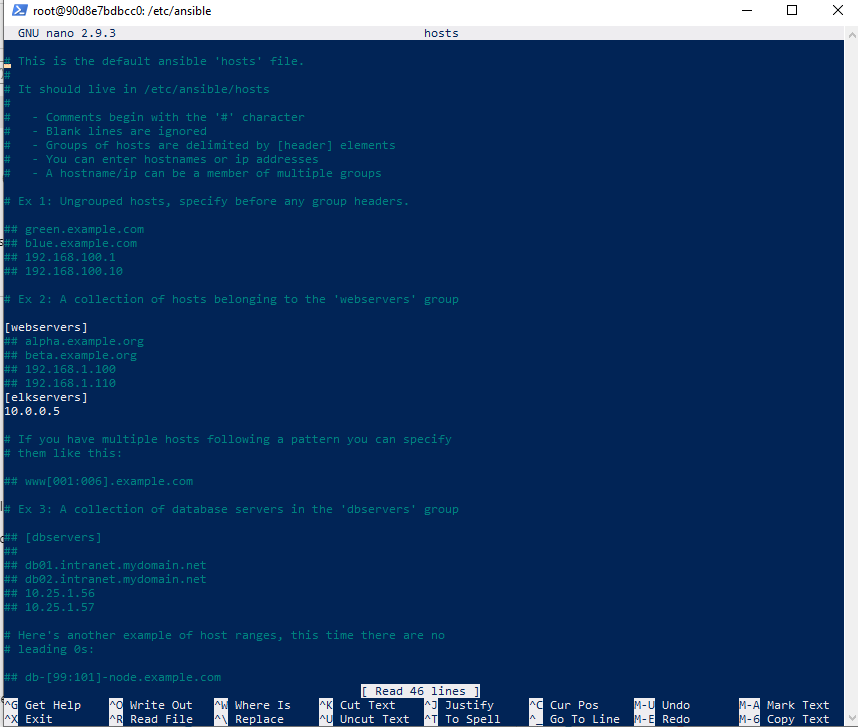 root@90d8e7bdbcc0: /etc/ansible
GNU nano 2.9.3 hosts
# This is the default ansible 'hosts' file.
#
# It should live in /etc/ansible/hosts
#
#   - Comments begin with the '#' character
#   - Blank lines are ignored
#   - Groups of hosts are delimited by [header] elements
#   - You can enter hostnames or ip addresses
#   - A hostname/ip can be a member of multiple groups
# Ex 1: Ungrouped hosts, specify before any group headers.
## green.example.com
## blue.example.com
## 192.168.100.1
## 192.168.100.10
# Ex 2: A collection of hosts belonging to the 'webservers' group
[webservers]
## alpha.example.org
## beta.example.org
## 192.168.1.100
## 192.168.1.110
[elkservers]
10.0.0.5
# If you have multiple hosts following a pattern you can specify
# them like this:
## www[001:006].example.com
# Ex 3: A collection of database servers in the 'dbservers' group
## [dbservers]
##
## db01.intranet.mydomain.net
## db02.intranet.mydomain.net
## 10.25.1.56
## 10.25.1.57
# Here's another example of host ranges, this time there are no
# leading 0s:
## db-[99:101]-node.example.com
[ Read 46 lines ]
^G Get Help ^O Write Out ^W Where Is ^K Cut Text ^J Justify ^C Cur Pos M-U Undo M-A Mark Text
^X Exit ^R Read File ^\ Replace ^U Uncut Text ^T To Spell ^_ Go To Line M-E Redo M-6 Copy Text